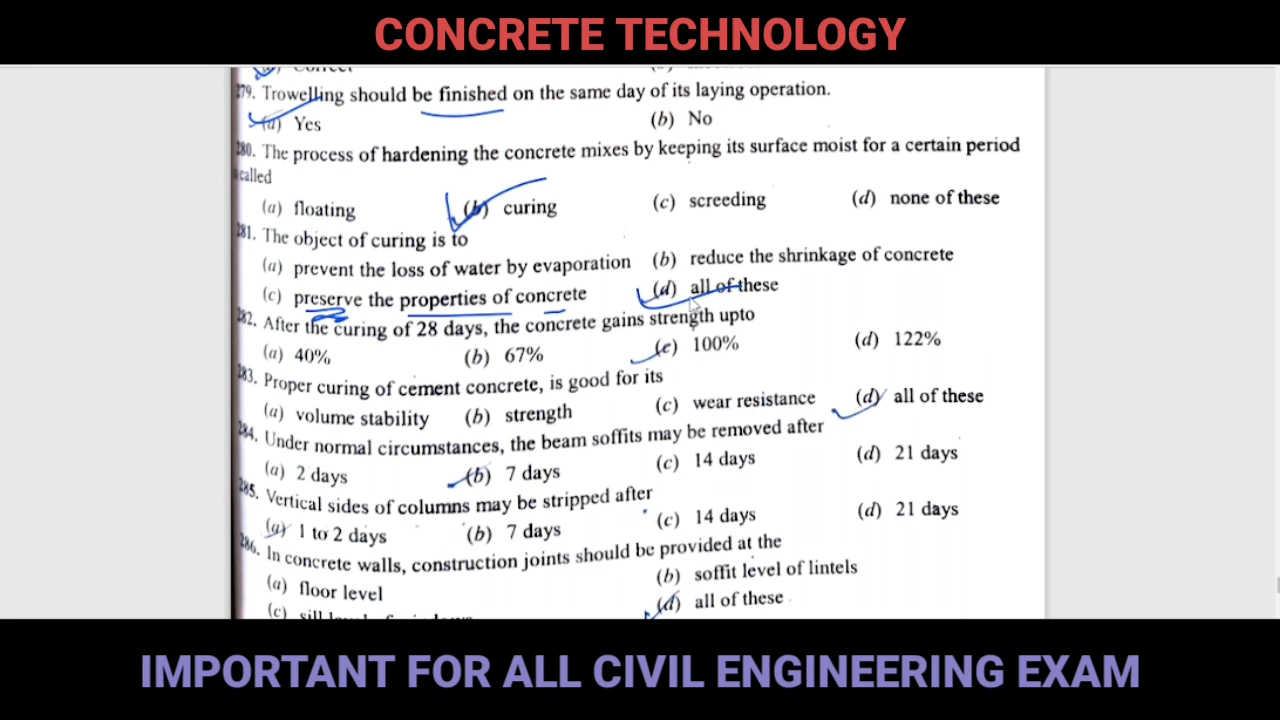 CONCRETE TECHNOLOGY
Correct
279. Trowelling should be finished on the same day of its laying operation.
(a) Yes (b) No
280. The process of hardening the concrete mixes by keeping its surface moist for a certain period
called
(a) floating (b) curing (c) screeding (d) none of these
281. The object of curing is to
(a) prevent the loss of water by evaporation (b) reduce the shrinkage of concrete
(c) preserve the properties of concrete (d) all of these
282. After the curing of 28 days, the concrete gains strength upto
(a) 40% (b) 67% (c) 100% (d) 122%
283. Proper curing of cement concrete, is good for its
(a) volume stability (b) strength (c) wear resistance (d) all of these
284. Under normal circumstances, the beam soffits may be removed after
(a) 2 days (b) 7 days (c) 14 days (d) 21 days
285. Vertical sides of columns may be stripped after
(a) 1 to 2 days (b) 7 days (c) 14 days (d) 21 days
286. In concrete walls, construction joints should be provided at the
(a) floor level (b) soffit level of lintels
(c) sill (d) all of these
IMPORTANT FOR ALL CIVIL ENGINEERING EXAM